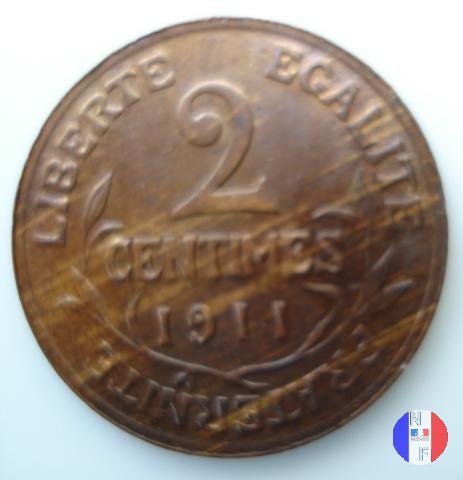 LIBERTE EGALITE FRATERNITE
2
CENTIMES
1911
N
F